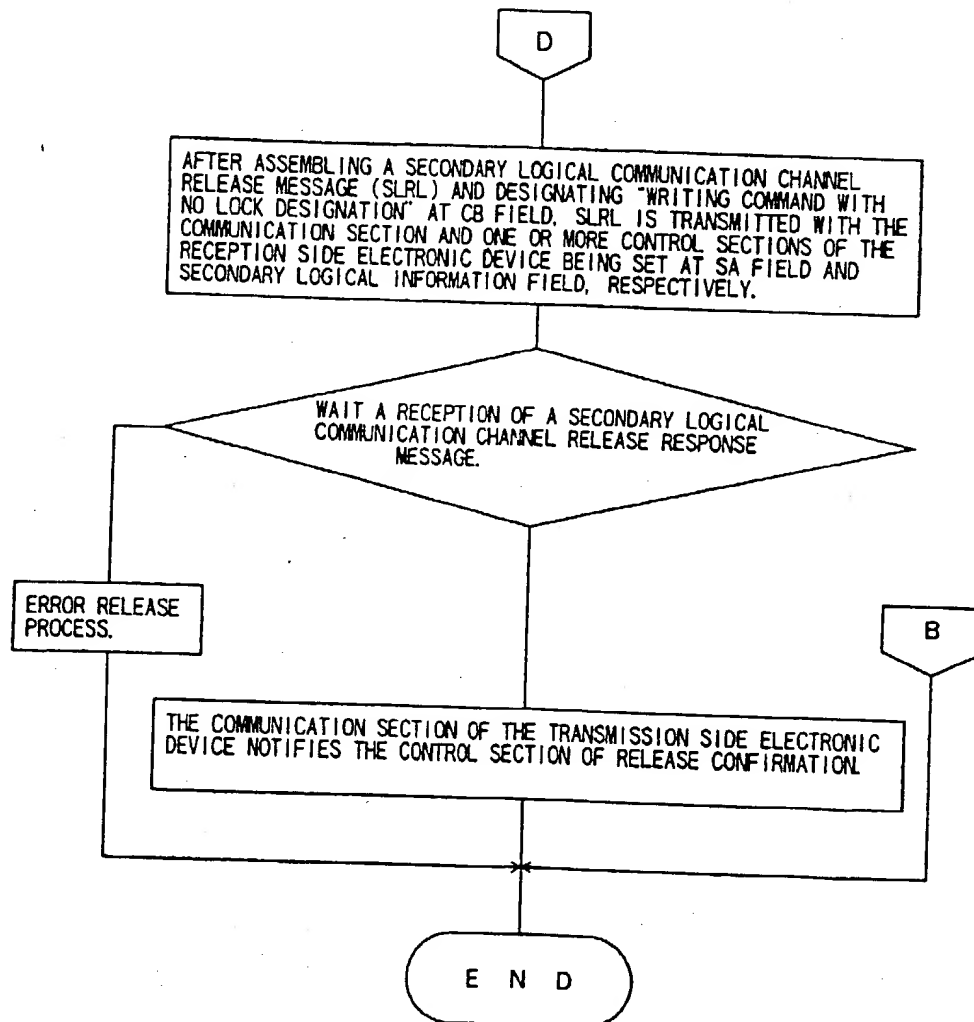 D
AFTER ASSEMBLING A SECONDARY LOGICAL COMMUNICATION CHANNEL
RELEASE MESSAGE (SLRL) AND DESIGNATING "WRITING COMMAND WITH
NO LOCK DESIGNATION" AT CB FIELD, SLRL IS TRANSMITTED WITH THE
COMMUNICATION SECTION AND ONE OR MORE CONTROL SECTIONS OF THE
RECEPTION SIDE ELECTRONIC DEVICE BEING SET AT SA FIELD AND
SECONDARY LOGICAL INFORMATION FIELD, RESPECTIVELY.
WAIT A RECEPTION OF A SECONDARY LOGICAL
COMMUNICATION CHANNEL RELEASE RESPONSE
MESSAGE.
ERROR RELEASE
PROCESS.
B
THE COMMUNICATION SECTION OF THE TRANSMISSION SIDE ELECTRONIC
DEVICE NOTIFIES THE CONTROL SECTION OF RELEASE CONFIRMATION.
E N D